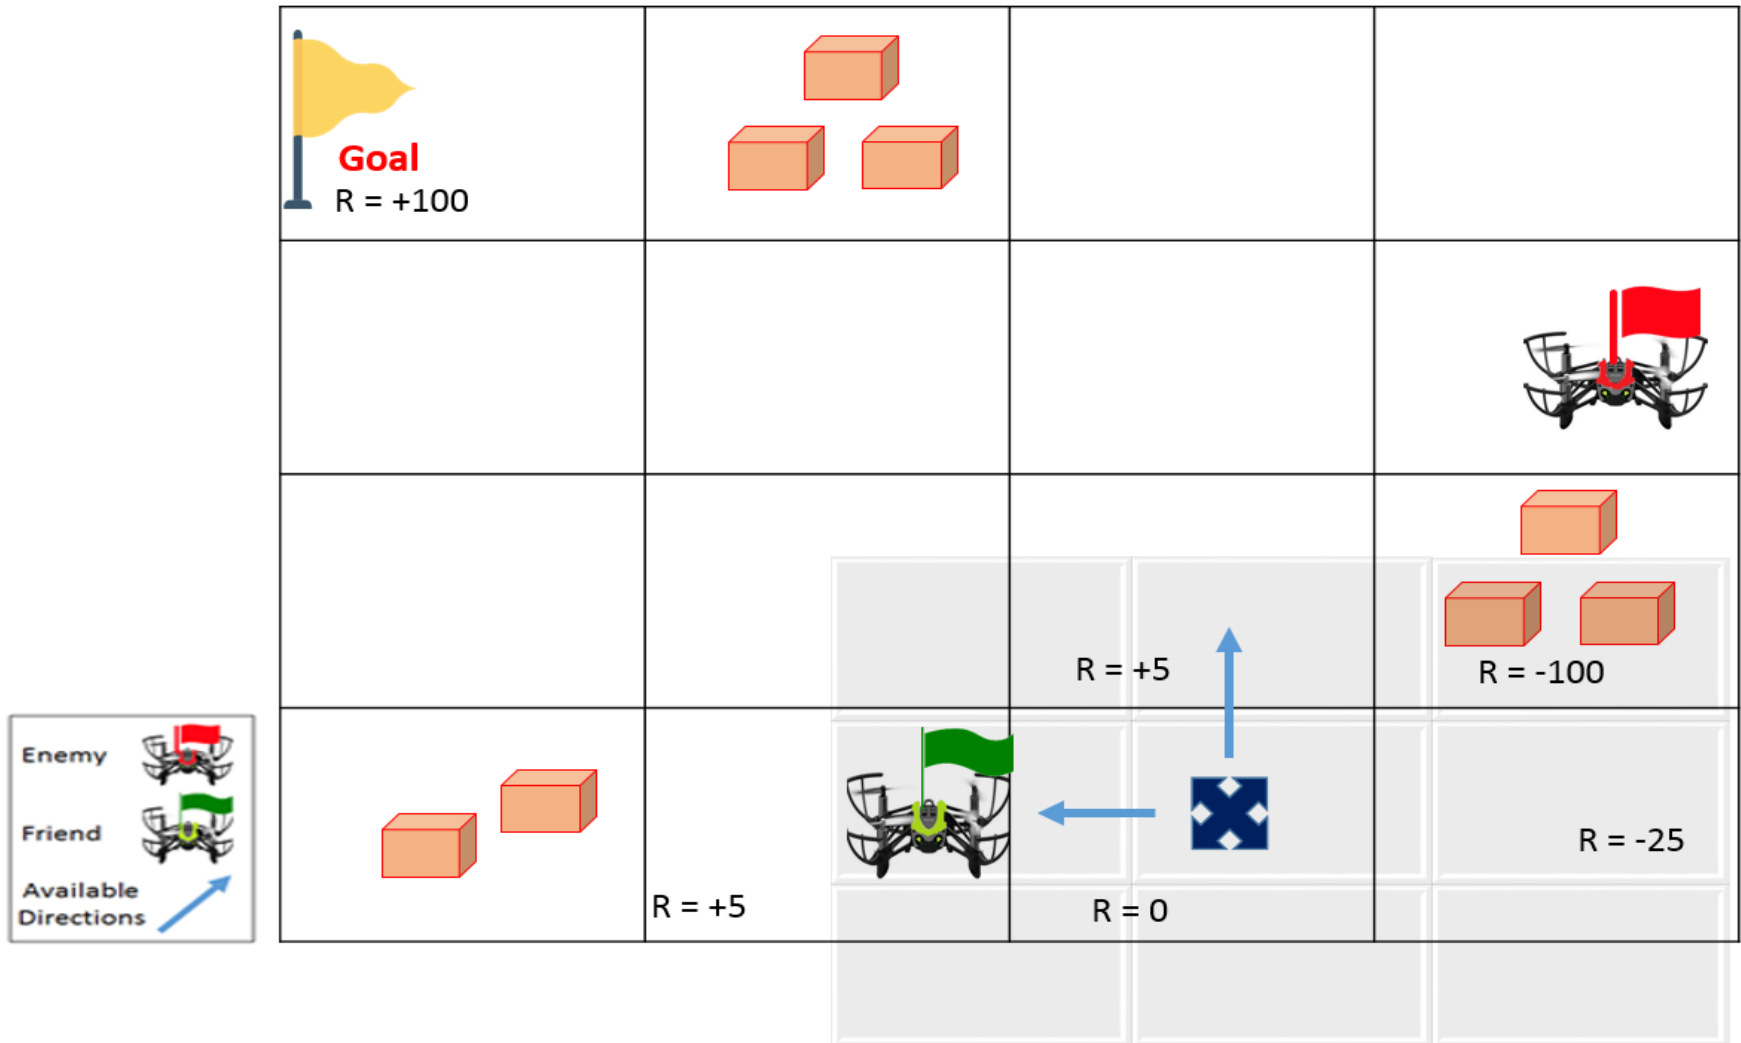 Goal
R = +100
R = +5
R = -100
Enemy
Friend
Available
Directions
R = -25
R = +5
R = 0